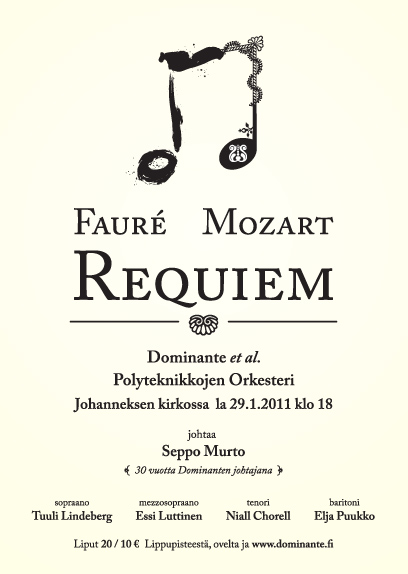 Fauré Mozart
Requiem
Dominante et al.
Polyteknikkojen Orkesteri
Johanneksen kirkossa la 29.1.2011 klo 18
johtaa
Seppo Murto
30 vuotta Dominanten johtajana
sopraano mezzosopraano tenori baritoni
Tuuli Lindeberg Essi Luttinen Niall Chorell Elja Puukko
Liput 20 / 10 € Lippupisteestä, ovelta ja www.dominante.fi